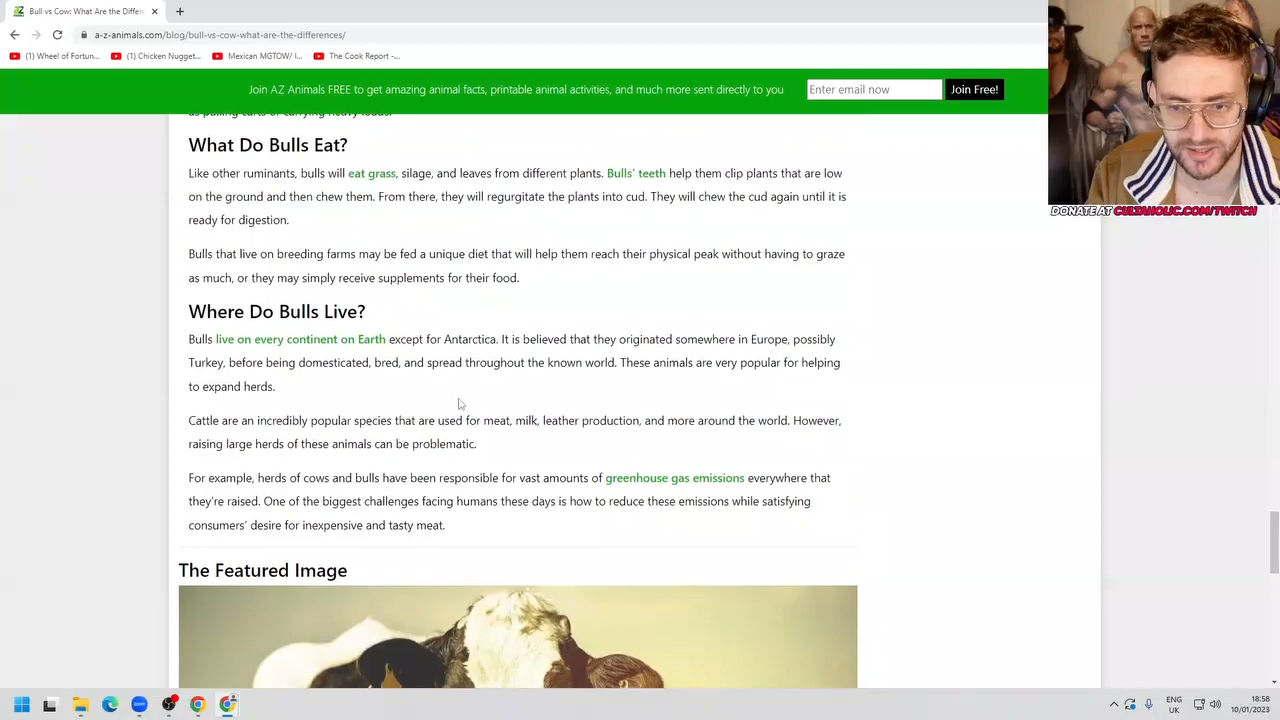 Bull vs Cow: What Are the Differen
a-z-animals.com/blog/bull-vs-cow-what-are-the-differences/
(1) Wheel of Fortun...
(1) Chicken Nugget...
Mexican MGTOW/ I...
The Cook Report -...
Join AZ Animals FREE to get amazing animal facts, printable animal activities, and much more sent directly to you
Enter email now
Join Free!
as pulling carts or carrying heavy loads.
What Do Bulls Eat?
Like other ruminants, bulls will eat grass, silage, and leaves from different plants. Bulls' teeth help them clip plants that are low
on the ground and then chew them. From there, they will regurgitate the plants into cud. They will chew the cud again until it is
ready for digestion.
Bulls that live on breeding farms may be fed a unique diet that will help them reach their physical peak without having to graze
as much, or they may simply receive supplements for their food.
Where Do Bulls Live?
Bulls live on every continent on Earth except for Antarctica. It is believed that they originated somewhere in Europe, possibly
Turkey, before being domesticated, bred, and spread throughout the known world. These animals are very popular for helping
to expand herds.
Cattle are an incredibly popular species that are used for meat, milk, leather production, and more around the world. However,
raising large herds of these animals can be problematic.
For example, herds of cows and bulls have been responsible for vast amounts of greenhouse gas emissions everywhere that
they're raised. One of the biggest challenges facing humans these days is how to reduce these emissions while satisfying
consumers' desire for inexpensive and tasty meat.
The Featured Image
DONATE AT CULTAHOLIC.COM/TWITCH
ENG
UK
18:58
10/01/2023